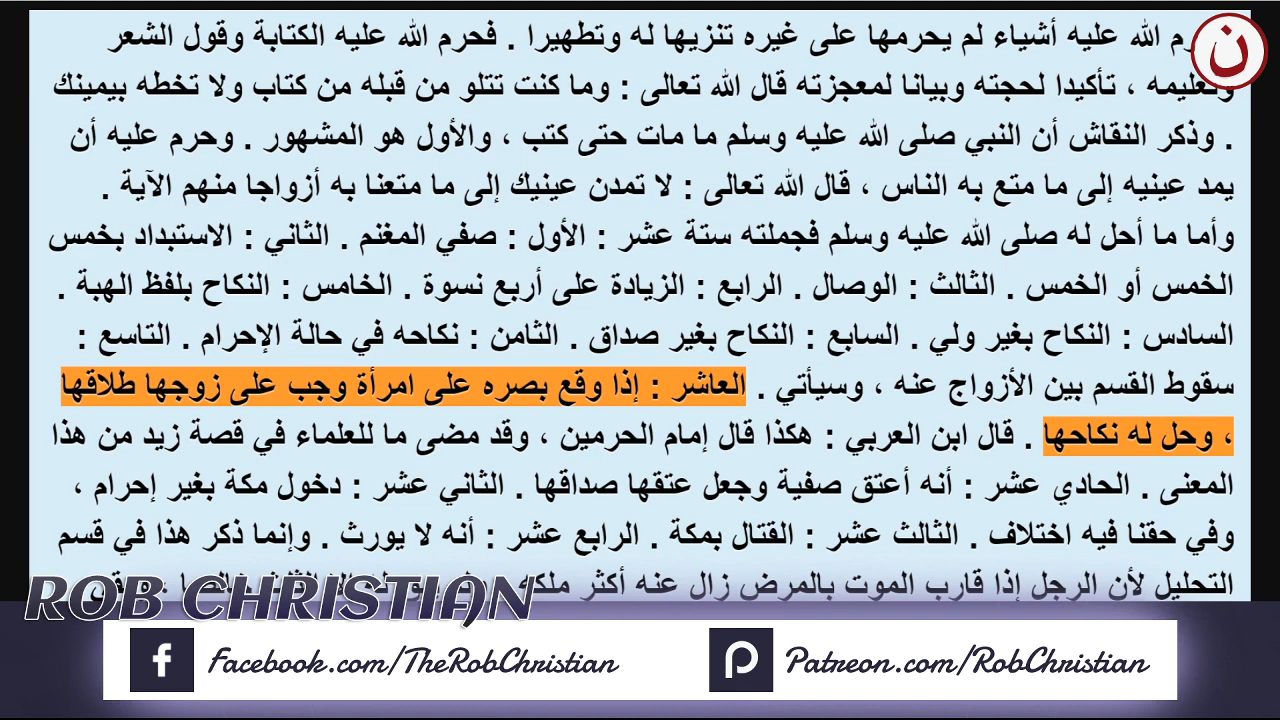 الله عليه أشياء لم يحرمها على غيره تنزيها له وتطهيرا . فحرم الله عليه الكتابة وقول الشعر
وتعليمه ، تأكيدا لحجته وبيانا لمعجزته قال الله تعالى : وما كنت تتلو من قبله من كتاب ولا تخطه بيمينك
. وذكر النقاش أن النبي صلى الله عليه وسلم ما مات حتى كتب ، والأول هو المشهور . وحرم عليه أن
يمد عينيه إلى ما متع به الناس ، قال الله تعالى : لا تمدن عينيك إلى ما متعنا به أزواجا منهم الآية .
وأما ما أحل له صلى الله عليه وسلم فجملته ستة عشر : الأول : صفي المغنم . الثاني : الاستبداد بخمس
الخمس أو الخمس . الثالث : الوصال . الرابع : الزيادة على أربع نسوة . الخامس : النكاح بلفظ الهبة .
السادس : النكاح بغير ولي . السابع : النكاح بغير صداق . الثامن : نكاحه في حالة الإحرام . التاسع :
سقوط القسم بين الأزواج عنه ، وسيأتي . العاشر : إذا وقع بصره على امرأة وجب على زوجها طلاقها
، وحل له نكاحها . قال ابن العربي : هكذا قال إمام الحرمين ، وقد مضى ما للعلماء في قصة زيد من هذا
المعنى . الحادي عشر : أنه أعتق صفية وجعل عتقها صداقها . الثاني عشر : دخول مكة بغير إحرام ،
وفي حقنا فيه اختلاف . الثالث عشر : القتال بمكة . الرابع عشر : أنه لا يورث . وإنما ذكر هذا في قسم
التحليل لأن الرجل إذا قارب الموت بالمرض زال عنه أكثر ملكه
ن
ROB CHRISTIAN
Facebook.com/TheRobChristian
Patreon.com/RobChristian